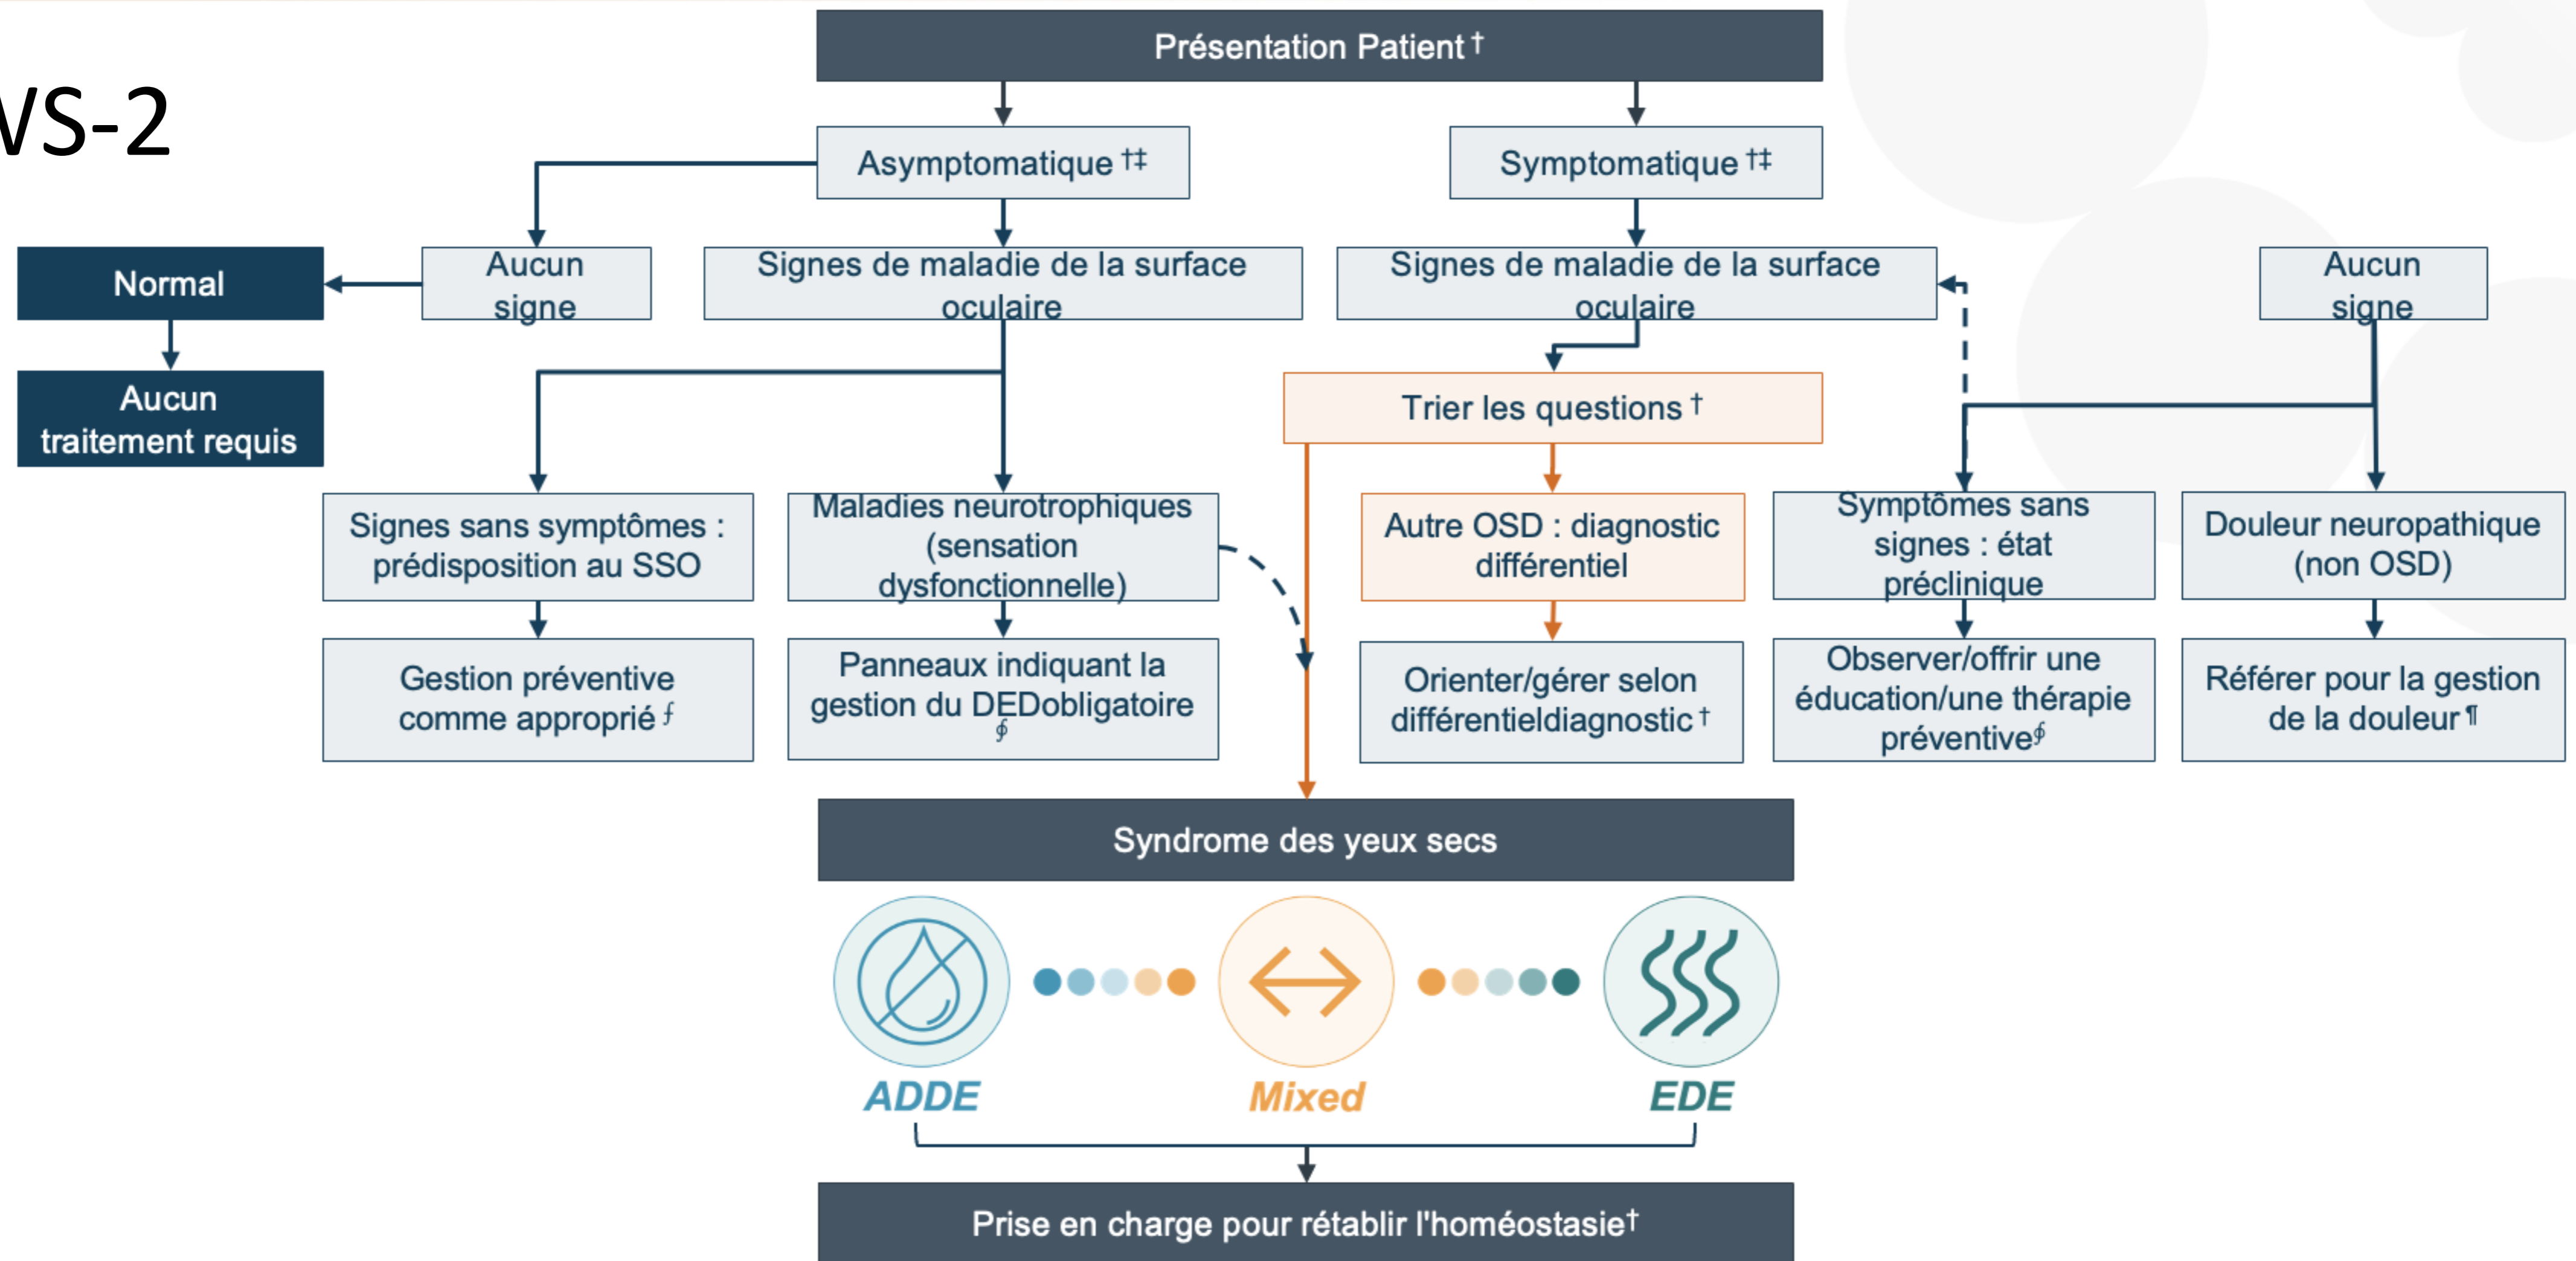 Présentation Patient †
VS-2
Asymptomatique †‡
Symptomatique †‡
Normal
Aucun
signe
Signes de maladie de la surface
oculaire
Signes de maladie de la surface
oculaire
Aucun
signe
Aucun
traitement requis
Trier les questions †
Signes sans symptômes :
prédisposition au SSO
Maladies neurotrophiques
(sensation
dysfonctionnelle)
Autre OSD : diagnostic
différentiel
Symptômes sans
signes : état
préclinique
Douleur neuropathique
(non OSD)
Gestion préventive
comme approprié ⨍
Panneaux indiquant la
gestion du DEDobligatoire
∮
Orienter/gérer selon
différentieldiagnostic †
Observer/offrir une
éducation/une thérapie
préventive∮
Référer pour la gestion
de la douleur ¶
Syndrome des yeux secs
ADDE
Mixed
EDE
Prise en charge pour rétablir l'homéostasie†